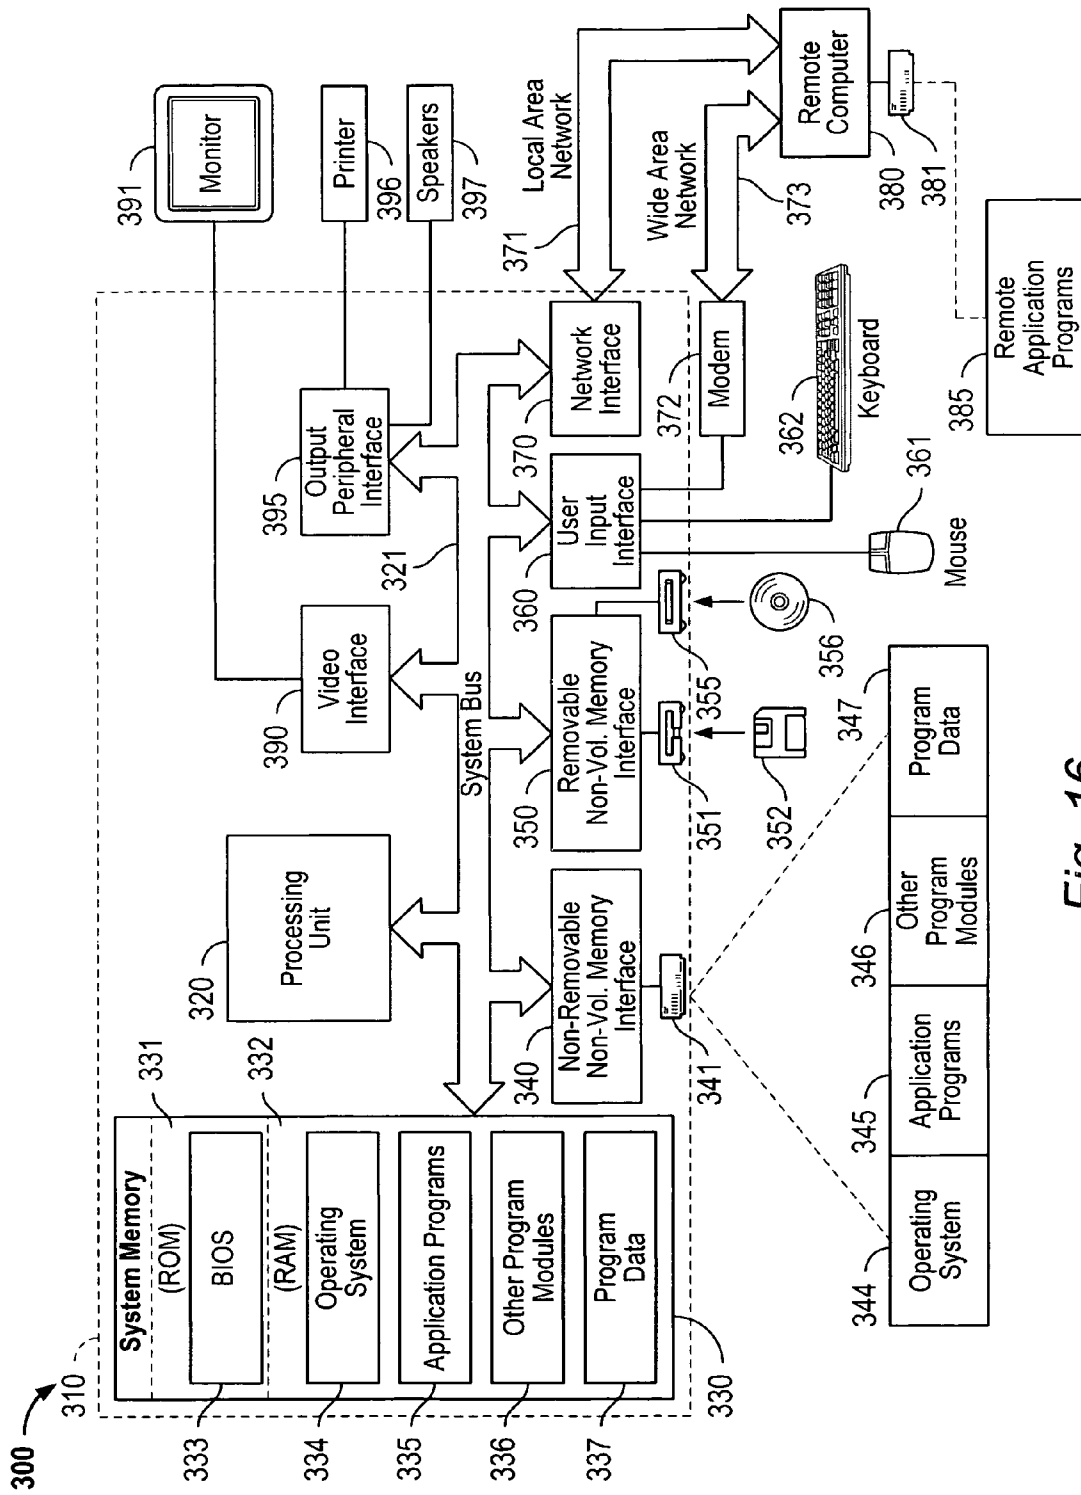 300
310
System Memory
(ROM)
331
BIOS
333
(RAM)
332
Operating
System
334
Application Programs
335
Other Program
Modules
336
Program
Data
337
330
320
Processing
Unit
390
Video
Interface
395
Output
Peripheral
Interface
391
Monitor
Printer
396
Speakers
397
321
System Bus
340
Non-Removable
Non-Vol. Memory
Interface
350
Removable
Non-Vol. Memory
Interface
360
User
Input
Interface
370
Network
Interface
371
Local Area
Network
Wide Area
Network
373
372
Modem
Remote
Computer
380
381
341
351
355
352
356
Mouse
361
362
Keyboard
385
Remote
Application
Programs
344
Operating
System
345
Application
Programs
346
Other
Program
Modules
347
Program
Data
Fig. 16